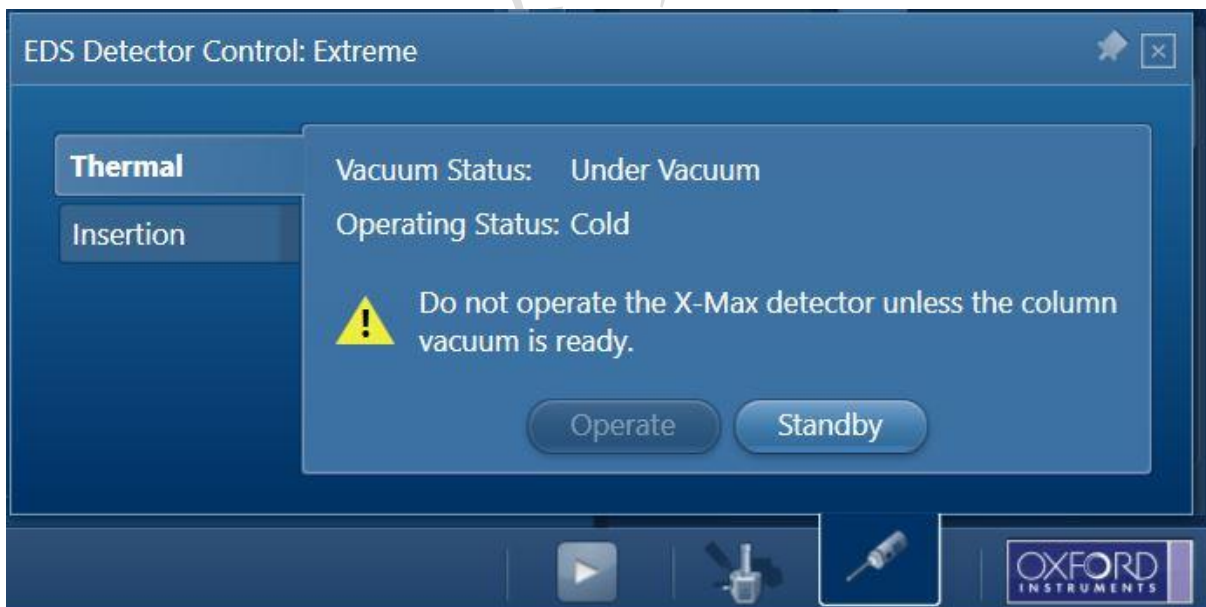 EDS Detector Control: Extreme
Thermal
Insertion
Vacuum Status: Under Vacuum
Operating Status: Cold
Do not operate the X-Max detector unless the column
vacuum is ready.
Operate
Standby
OXFORD
INSTRUMENTS